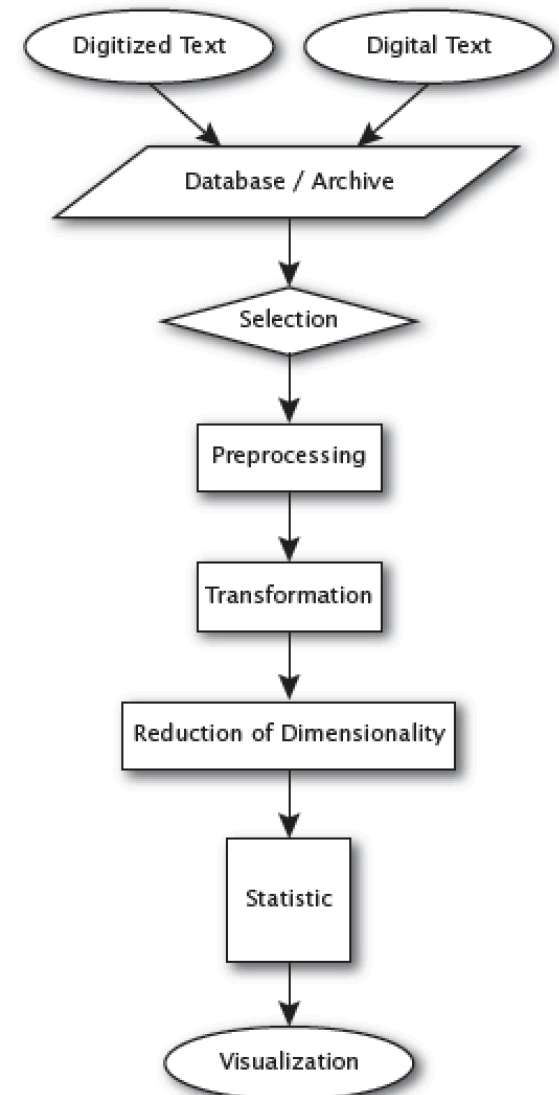 Digitized Text
Digital Text
Database / Archive
Selection
Preprocessing
Transformation
Reduction of Dimensionality
Statistic
Visualization